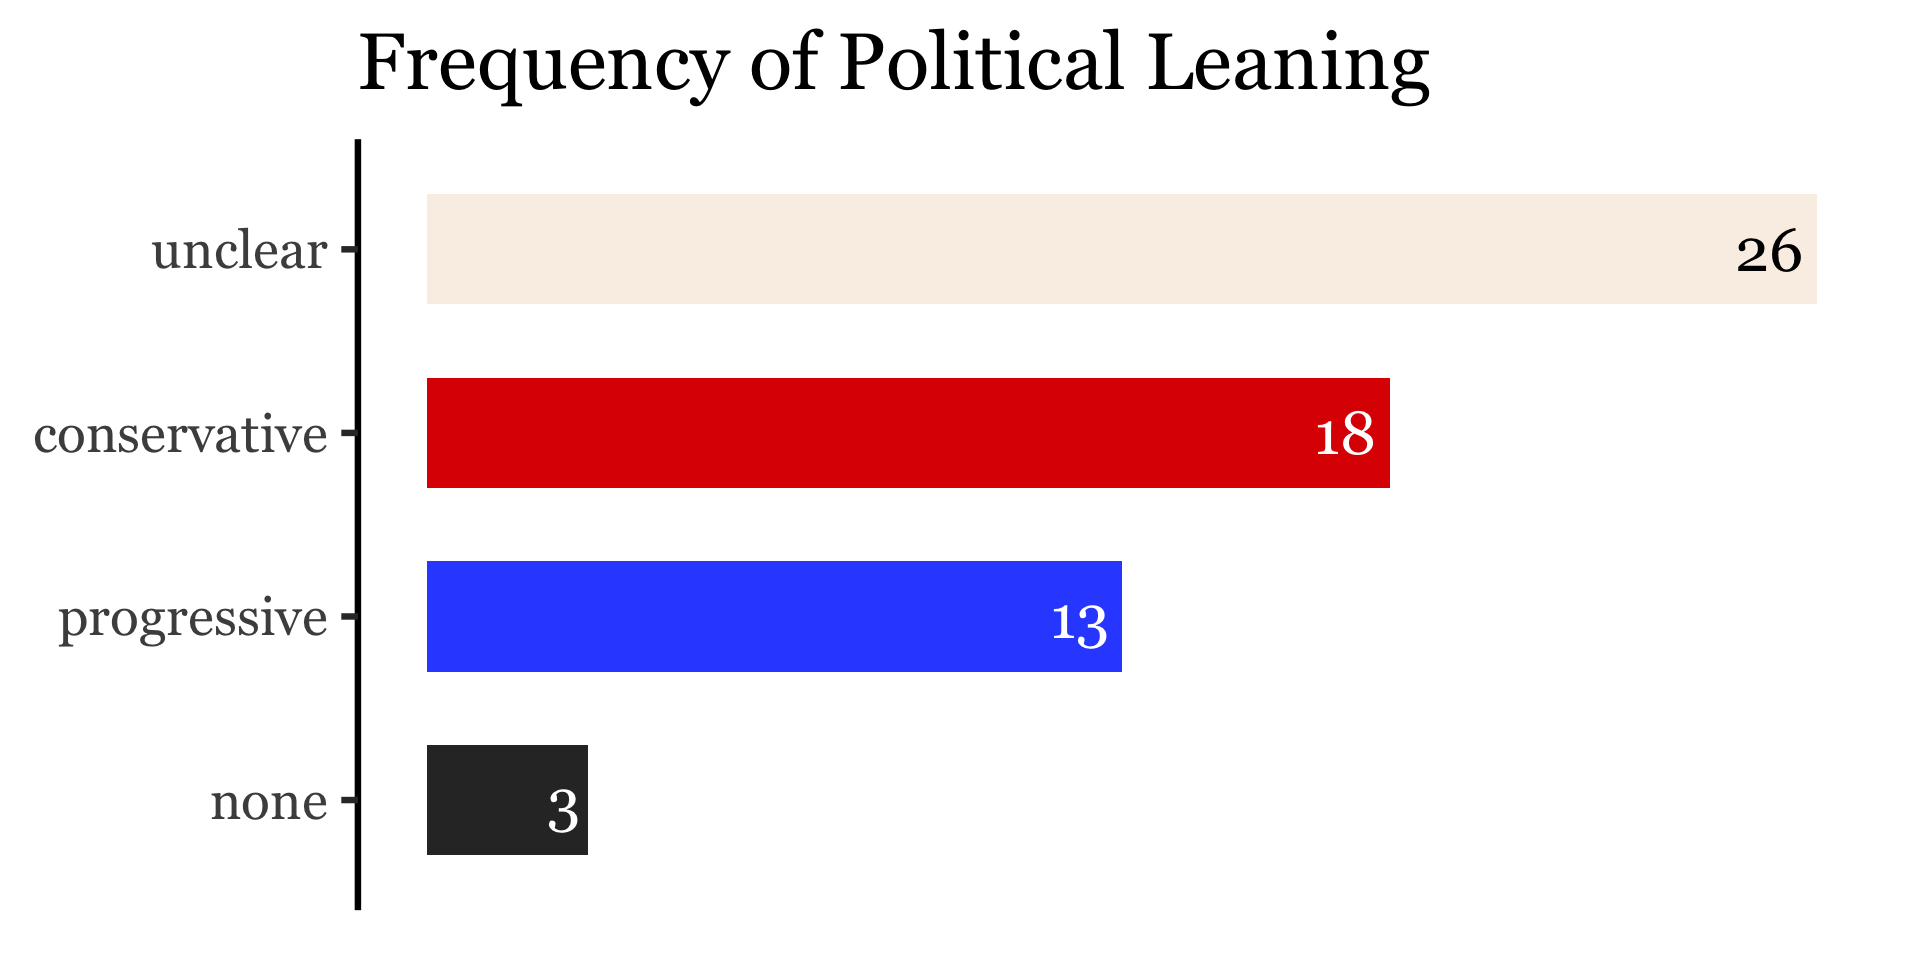 Frequency of Political Leaning
unclear
26
conservative
18
progressive
13
none
3